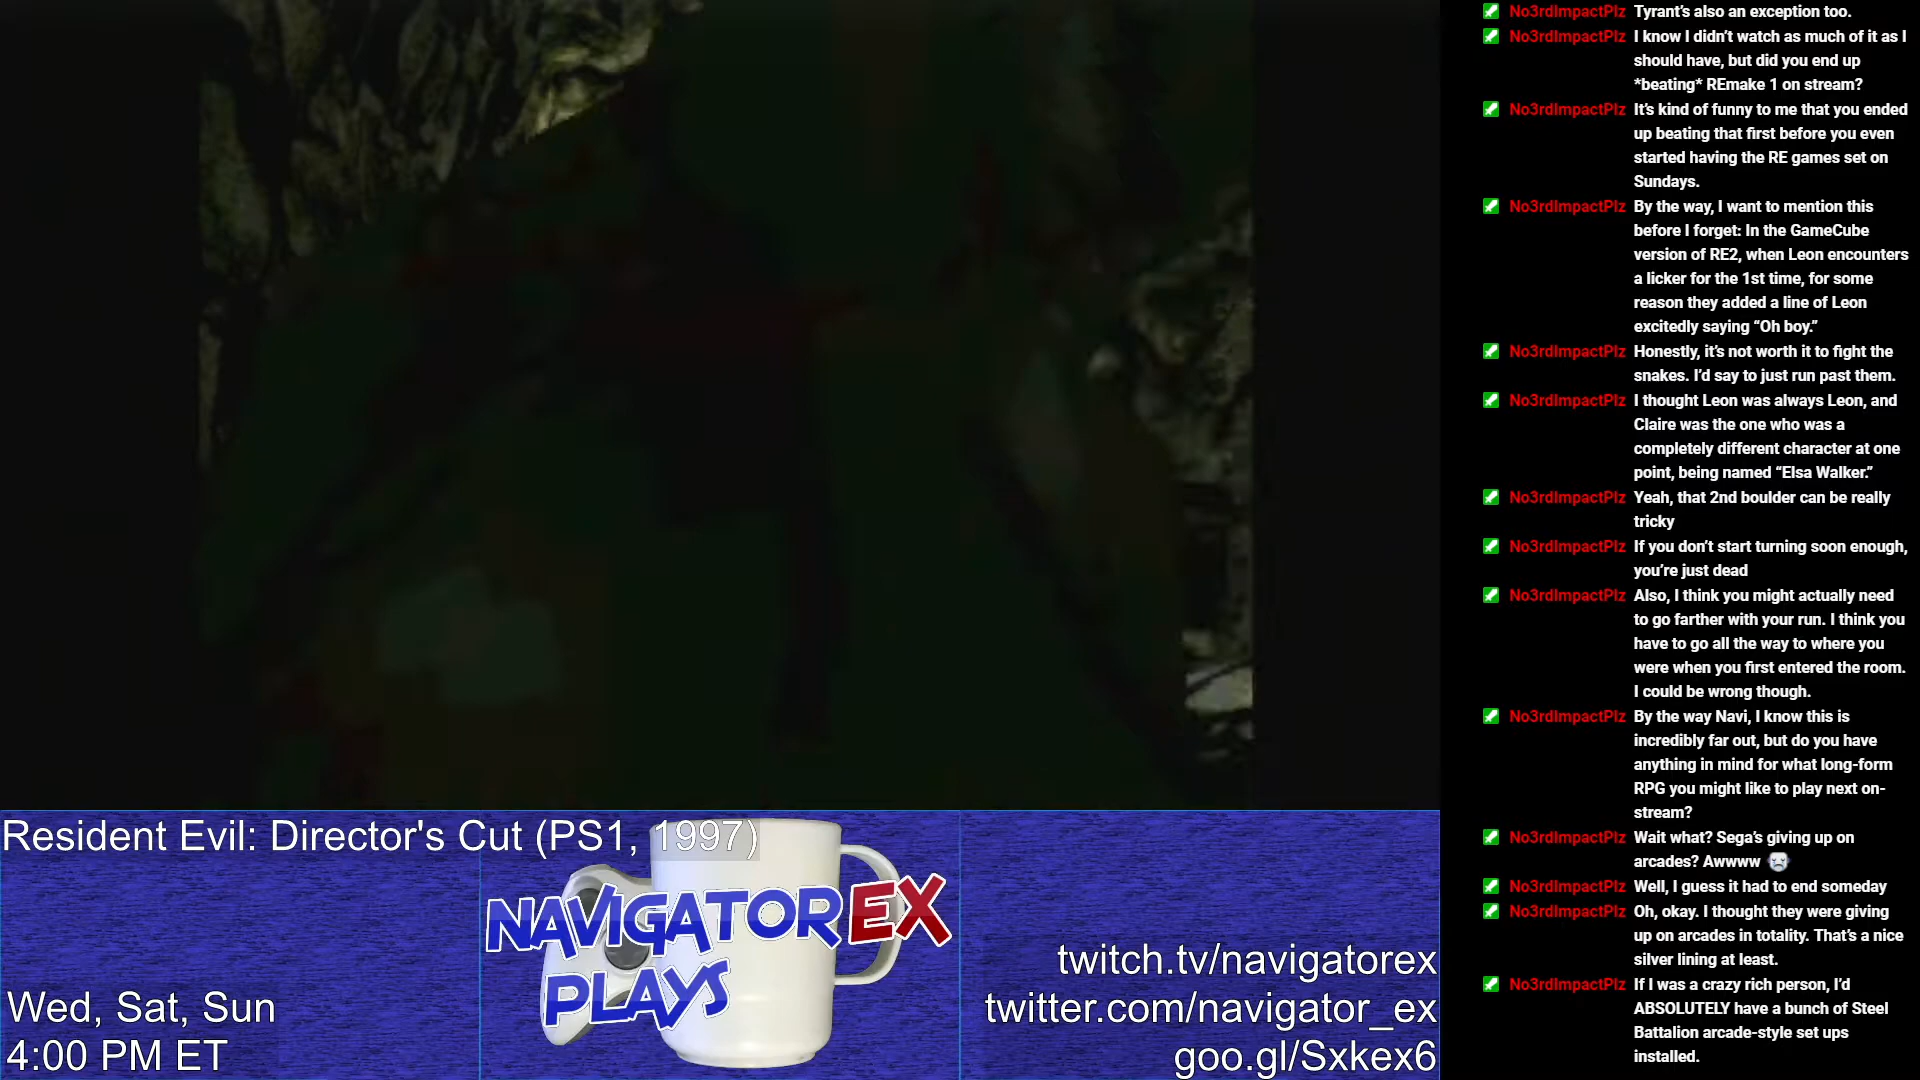 Resident Evil: Director's Cut (PS1, 1997)
Wed, Sat, Sun
4:00 PM ET
NAVIGATOR EX
PLAYS
twitch.tv/navigatorex
twitter.com/navigator_ex
goo.gl/Sxkex6
No3rdImpactPlz Tyrant's also an exception too.
No3rdImpactPlz I know I didn't watch as much of it as I
should have, but did you end up
*beating* REmake 1 on stream?
No3rdImpactPlz It's kind of funny to me that you ended
up beating that first before you even
started having the RE games set on
Sundays.
No3rdImpactPlz By the way, I want to mention this
before I forget: In the GameCube
version of RE2, when Leon encounters
a licker for the 1st time, for some
reason they added a line of Leon
excitedly saying “Oh boy.”
No3rdImpactPlz Honestly, it's not worth it to fight the
snakes. I'd say to just run past them.
No3rdImpactPlz I thought Leon was always Leon, and
Claire was the one who was a
completely different character at one
point, being named “Elsa Walker.”
No3rdImpactPlz Yeah, that 2nd boulder can be really
tricky
No3rdImpactPlz If you don't start turning soon enough,
you're just dead
No3rdImpactPlz Also, I think you might actually need
to go farther with your run. I think you
have to go all the way to where you
were when you first entered the room.
I could be wrong though.
No3rdImpactPlz By the way Navi, I know this is
incredibly far out, but do you have
anything in mind for what long-form
RPG you might like to play next on-
stream?
No3rdImpactPlz Wait what? Sega's giving up on
arcades? Awwww
No3rdImpactPlz Well, I guess it had to end someday
No3rdImpactPlz Oh, okay. I thought they were giving
up on arcades in totality. That's a nice
silver lining at least.
No3rdImpactPlz If I was a crazy rich person, I'd
ABSOLUTELY have a bunch of Steel
Battalion arcade-style set ups
installed.